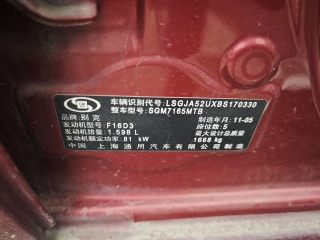 车辆识别代号:LSGJA52UXBS170330
整车型号:SGM7165MTB
品牌:别克
制造年月:11-05
发动机型号:F16D3
座位数:5
发动机排量:1.598 L
最大设计总质量
发动机额定功率:81 kW
1668 kg
中国 上海通用汽车有限公司